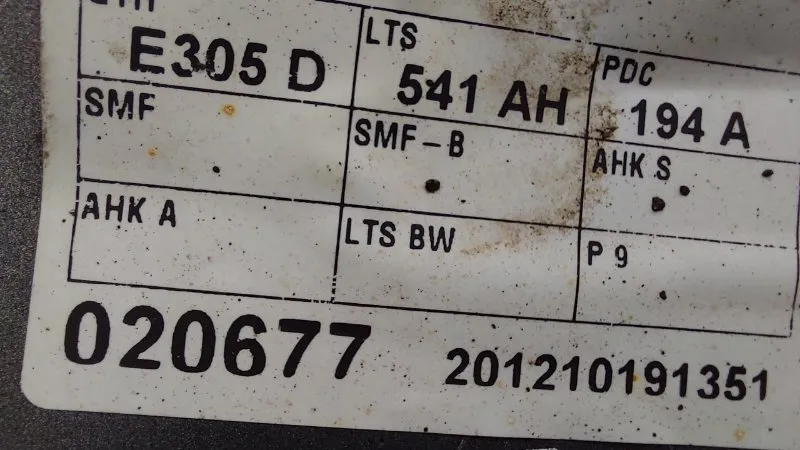 E305 D
LTS
541 AH
PDC
194 A
SMF
SMF-B
AHK S
AHK A
LTS BW
P 9
020677
201210191351